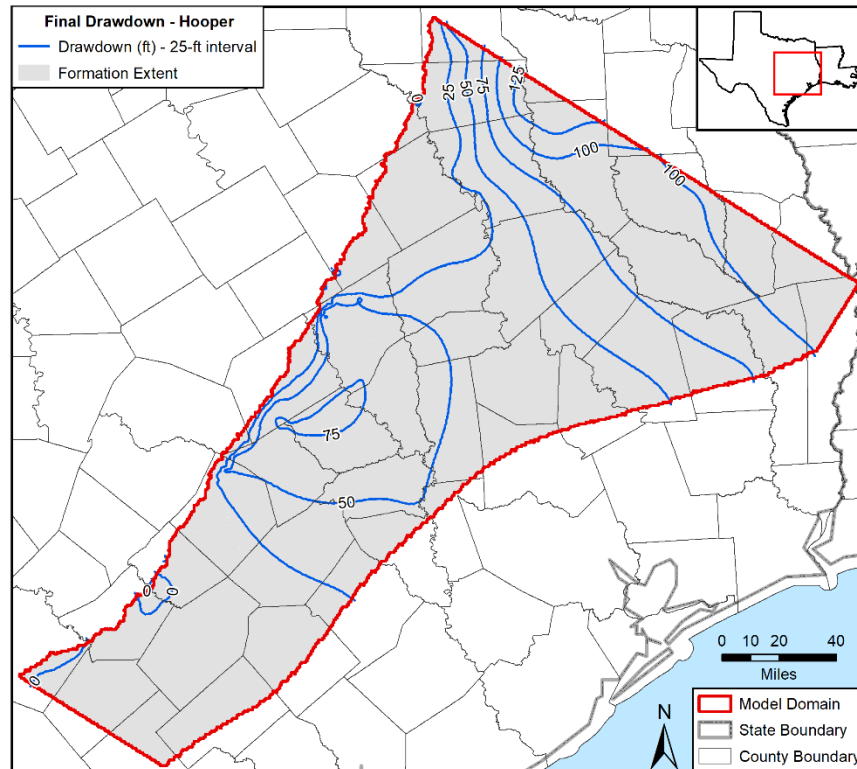 Final Drawdown - Hooper
Drawdown (ft) - 25-ft interval
Formation Extent
0
25
50
75
125
100
100
75
50
0
0
0
0 10 20 40
Miles
N
Model Domain
State Boundary
County Boundary